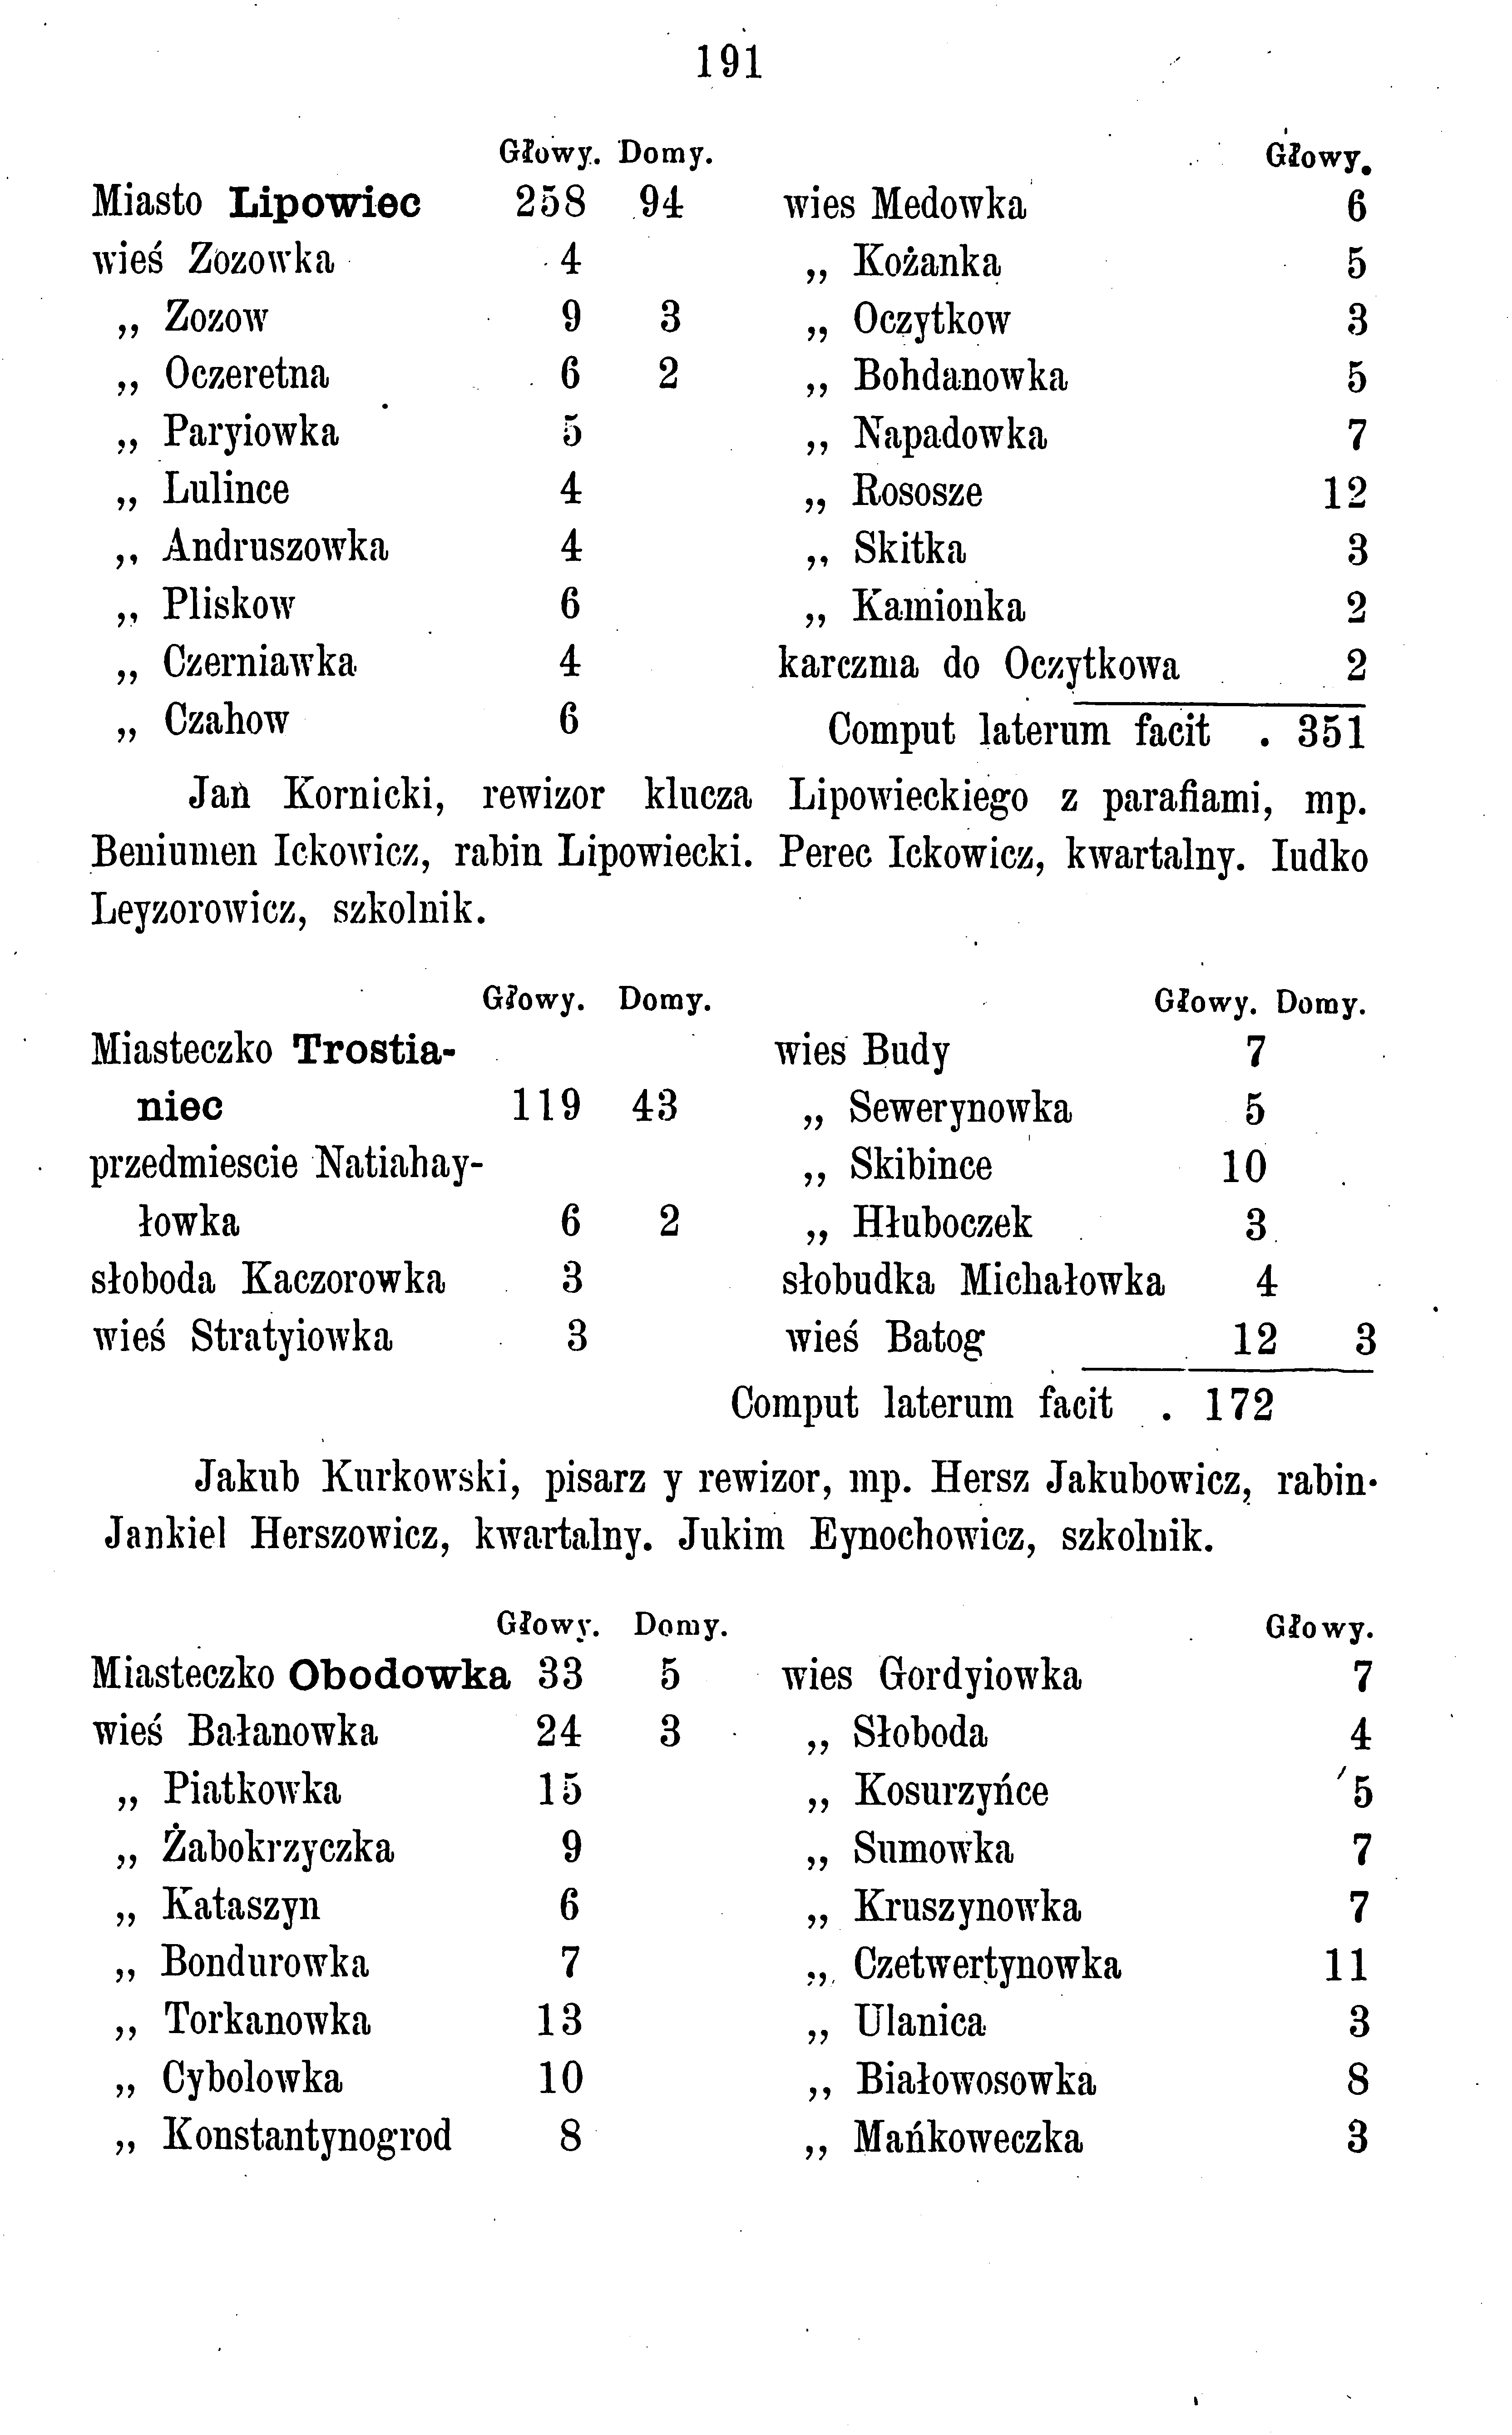 191
Głowy. Domy.
Miasto Lipowiec 258 94
wieś Zozowka 4
„ Zozow 9 3
„ Oczeretna 6 2
„ Paryiowka 5
„ Lulince 4
„ Andruszowka 4
„ Pliskow 6
„ Czerniawka 4
„ Czahow 6
Głowy.
wies Medowka 6
„ Kożanka 5
„ Oczytkow 3
„ Bohdanowka 5
„ Napadowka 7
„ Rososze 12
„ Skitka 3
„ Kamionka 2
karczma do Oczytkowa 2
Comput laterum facit . 351
Jan Kornicki, rewizor klucza Lipowieckiego z parafiami, mp.
Beniumen Ickowicz, rabin Lipowiecki. Perec Ickowicz, kwartalny. Iudko
Leyzorowicz, szkolnik.
Głowy. Domy.
Miasteczko Trostia-
niec 119 43
przedmiescie Natiahay-
łowka 6 2
słoboda Kaczorowka 3
wieś Stratyiowka 3
Głowy. Domy.
wies Budy 7
„ Sewerynowka 5
„ Skibince 10
„ Hłuboczek 3
słobudka Michałowka 4
wieś Batog 12 3
Comput laterum facit . 172
Jakub Kurkowski, pisarz y rewizor, mp. Hersz Jakubowicz, rabin-
Jankiel Herszowicz, kwartalny. Jukim Eynochowicz, szkolnik.
Głowy. Domy.
Miasteczko Obodowka 33 5
wieś Bałanowka 24 3
„ Piatkowka 15
„ Żabokrzyczka 9
„ Kataszyn 6
„ Bondurowka 7
„ Torkanowka 13
„ Cybolowka 10
„ Konstantynogrod 8
Głowy.
wies Gordyiowka 7
„ Słoboda 4
„ Kosurzyńce 5
„ Sumowka 7
„ Kruszynowka 7
„ Czetwertynowka 11
„ Ulanica 3
„ Białowosowka 8
„ Mańkoweczka 3